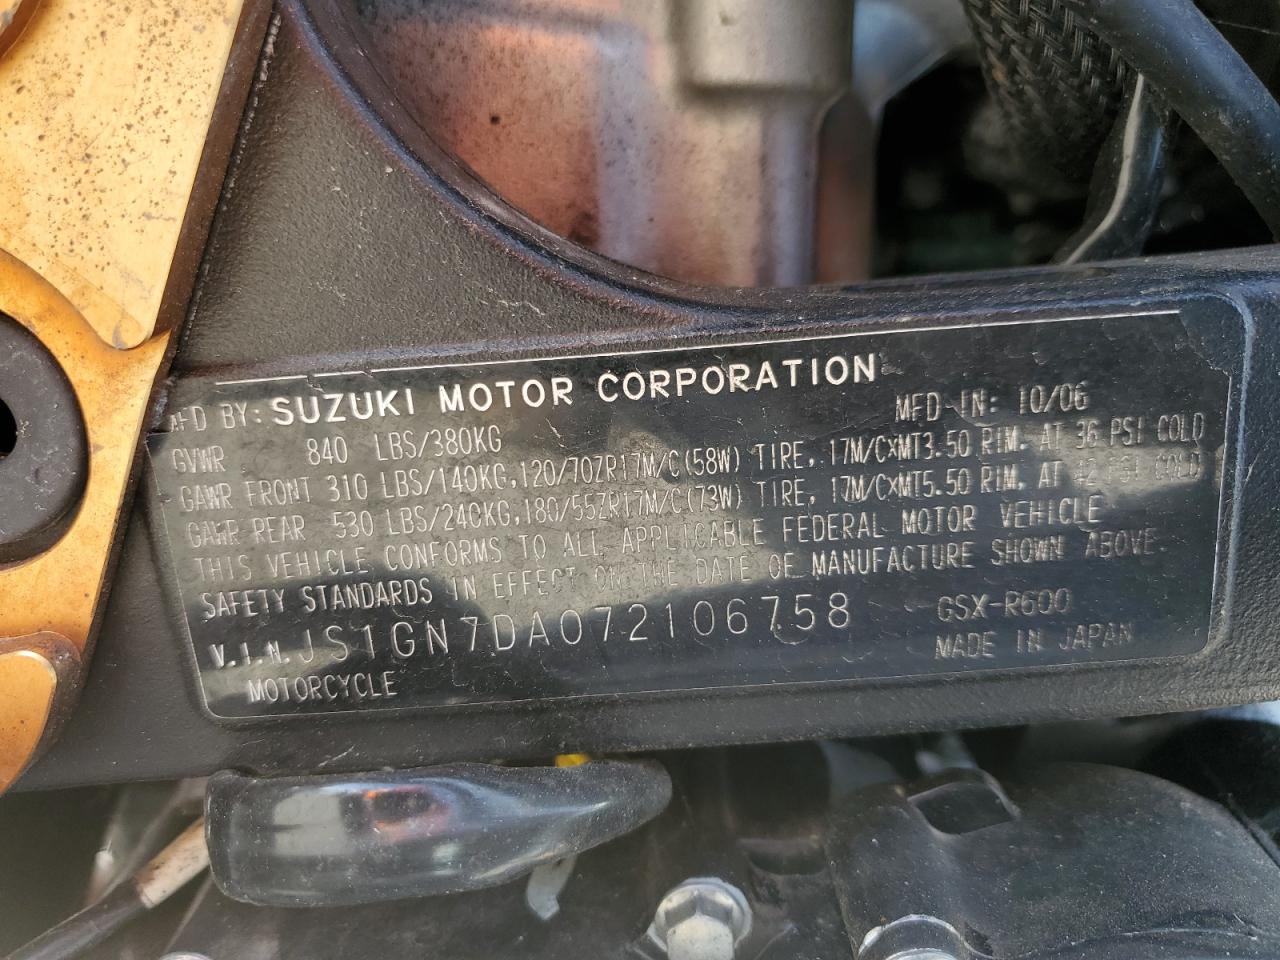 MFD BY: SUZUKI MOTOR CORPORATION MFD IN: 10/06
GVWR 840 LBS/380KG
GAWR FRONT 310 LBS/140KG,120/70ZR17M/C(58W) TIRE, 17M/C×MT3.50 RIM, AT 36 PSI COLD
GAWR REAR 530 LBS/240KG,180/55ZR17M/C(73W) TIRE, 17M/C×MT5.50 RIM, AT 42 PSI COLD
THIS VEHICLE CONFORMS TO ALL APPLICABLE FEDERAL MOTOR VEHICLE
SAFETY STANDARDS IN EFFECT ON THE DATE OF MANUFACTURE SHOWN ABOVE.
V.I.N. JS1GN7DA072106758 GSX-R600
MOTORCYCLE MADE IN JAPAN